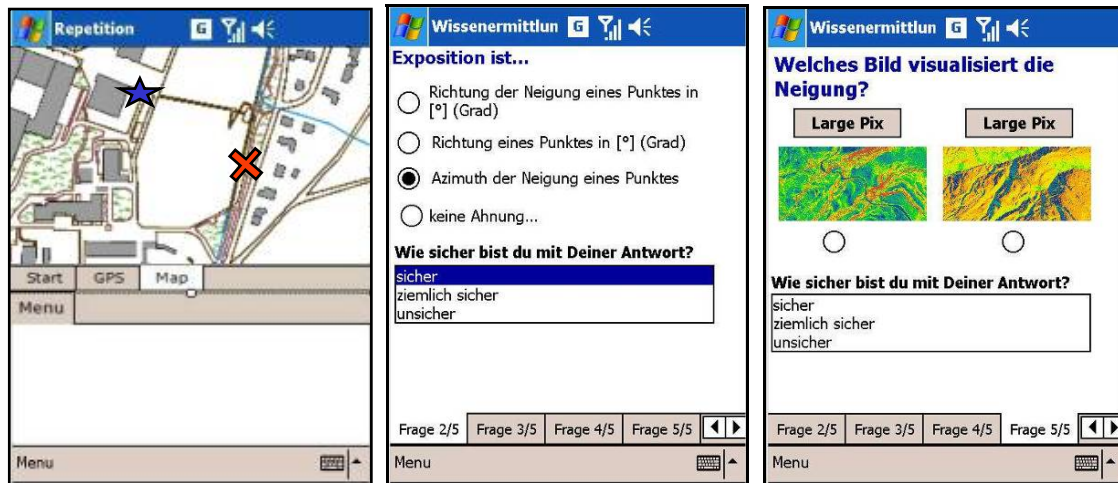 Repetition
G
Start GPS Map
Menu
Menu
Wissenermittlun G
Exposition ist...
Richtung der Neigung eines Punktes in
[°] (Grad)
Richtung eines Punktes in [°] (Grad)
Azimuth der Neigung eines Punktes
keine Ahnung...
Wie sicher bist du mit Deiner Antwort?
sicher
ziemlich sicher
unsicher
Frage 2/5 Frage 3/5 Frage 4/5 Frage 5/5
Menu
Wissenermittlun G
Welches Bild visualisiert die
Neigung?
Large Pix Large Pix
Wie sicher bist du mit Deiner Antwort?
sicher
ziemlich sicher
unsicher
Frage 2/5 Frage 3/5 Frage 4/5 Frage 5/5
Menu